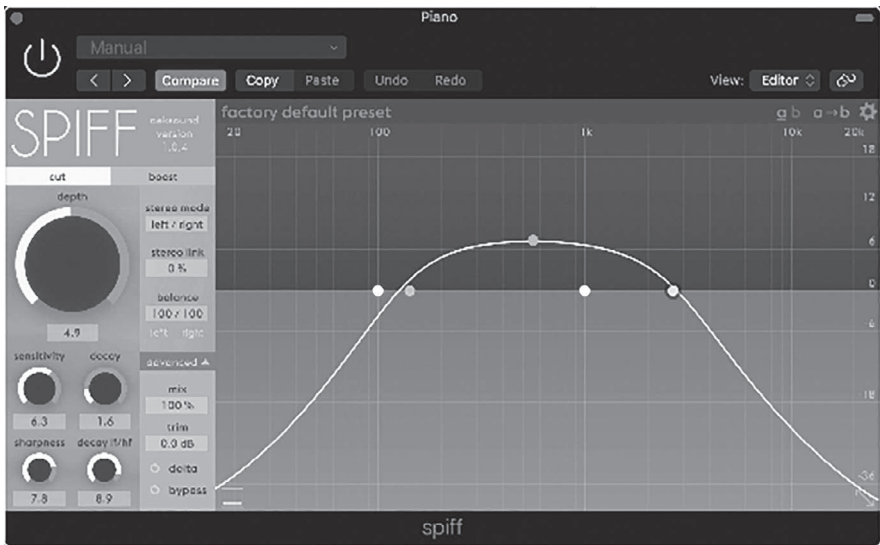 Piano
Manual
< > Compare Copy Paste Undo Redo View: Editor
SPIFF oeksound version 1.0.4
factory default preset a b a→b
20 100 1k 10k 20k
cut boost
18
12
6
0
-6
-18
-36
depth
4.9
stereo mode
left / right
stereo link
0 %
balance
100 / 100
left right
sensitivity decay
6.3 1.6
sharpness decay lf/hf
7.8 8.9
advanced
mix
100 %
trim
0.0 dB
delta
bypass
spiff